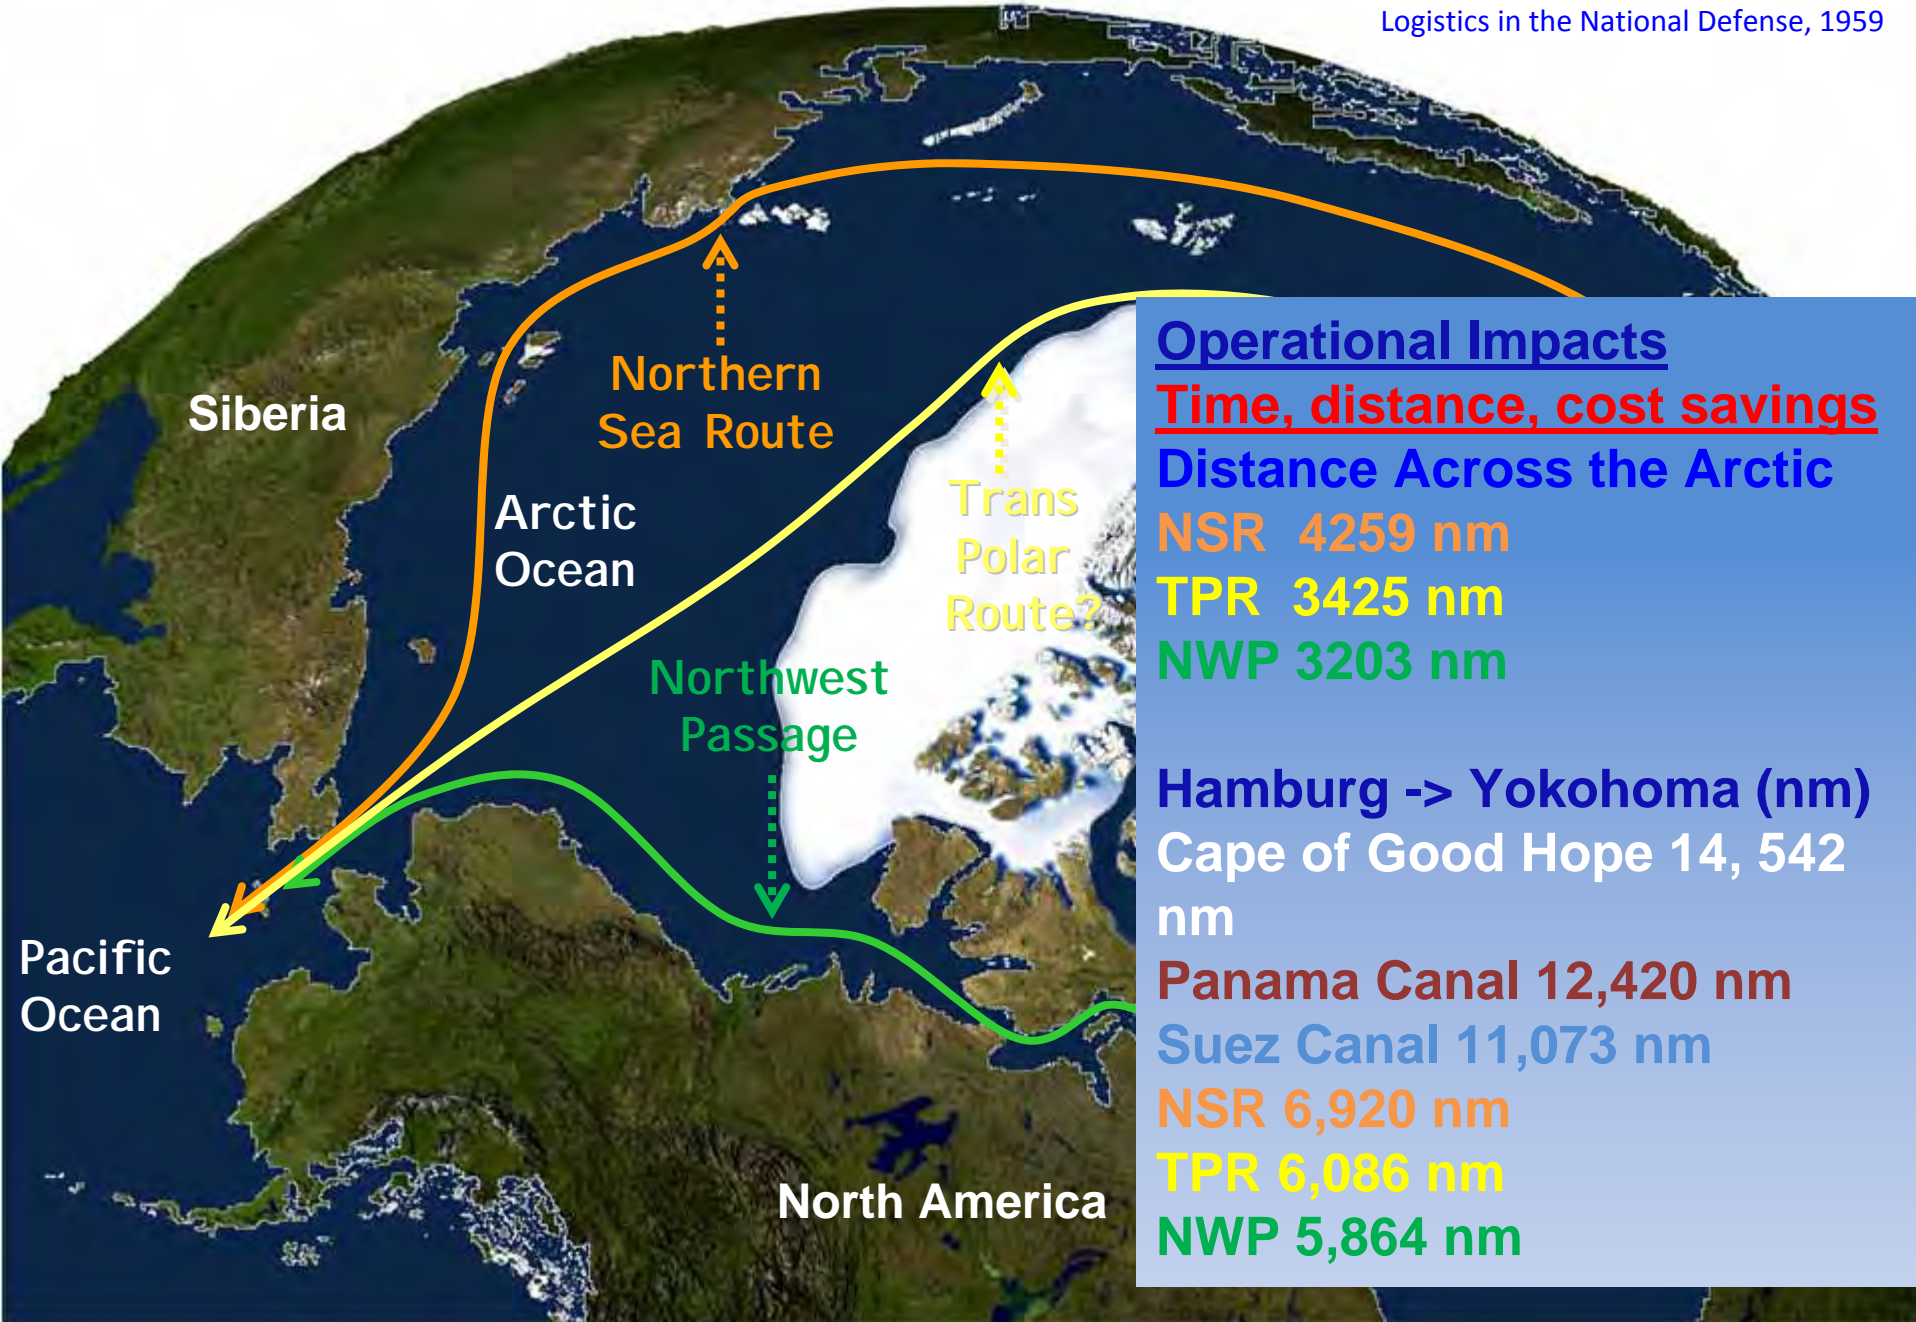 Logistics in the National Defense, 1959
Siberia
Northern
Sea Route
Arctic
Ocean
Trans
Polar
Route?
Northwest
Passage
Pacific
Ocean
North America
Operational Impacts
Time, distance, cost savings
Distance Across the Arctic
NSR 4259 nm
TPR 3425 nm
NWP 3203 nm
Hamburg -> Yokohoma (nm)
Cape of Good Hope 14, 542
nm
Panama Canal 12,420 nm
Suez Canal 11,073 nm
NSR 6,920 nm
TPR 6,086 nm
NWP 5,864 nm